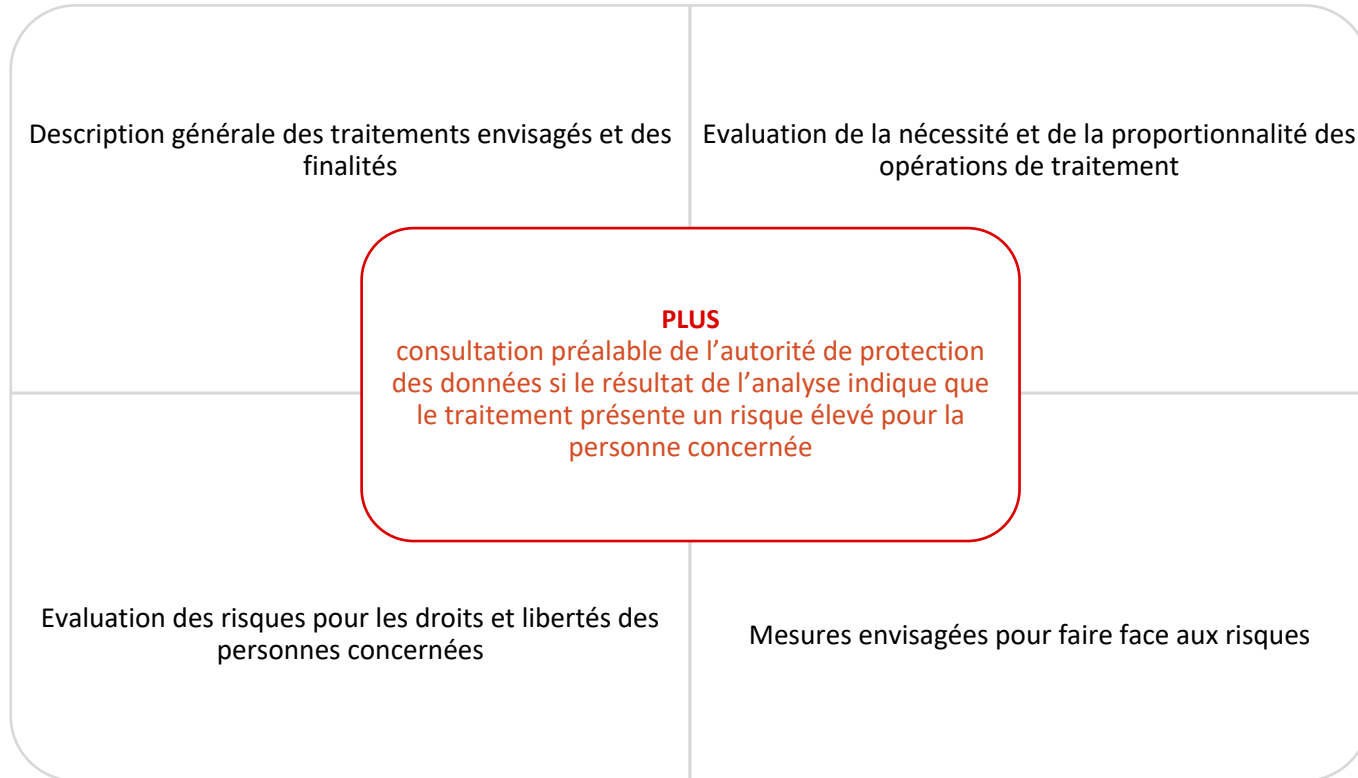 Description générale des traitements envisagés et des
finalités
Evaluation de la nécessité et de la proportionnalité des
opérations de traitement
PLUS
consultation préalable de l’autorité de protection
des données si le résultat de l’analyse indique que
le traitement présente un risque élevé pour la
personne concernée
Evaluation des risques pour les droits et libertés des
personnes concernées
Mesures envisagées pour faire face aux risques